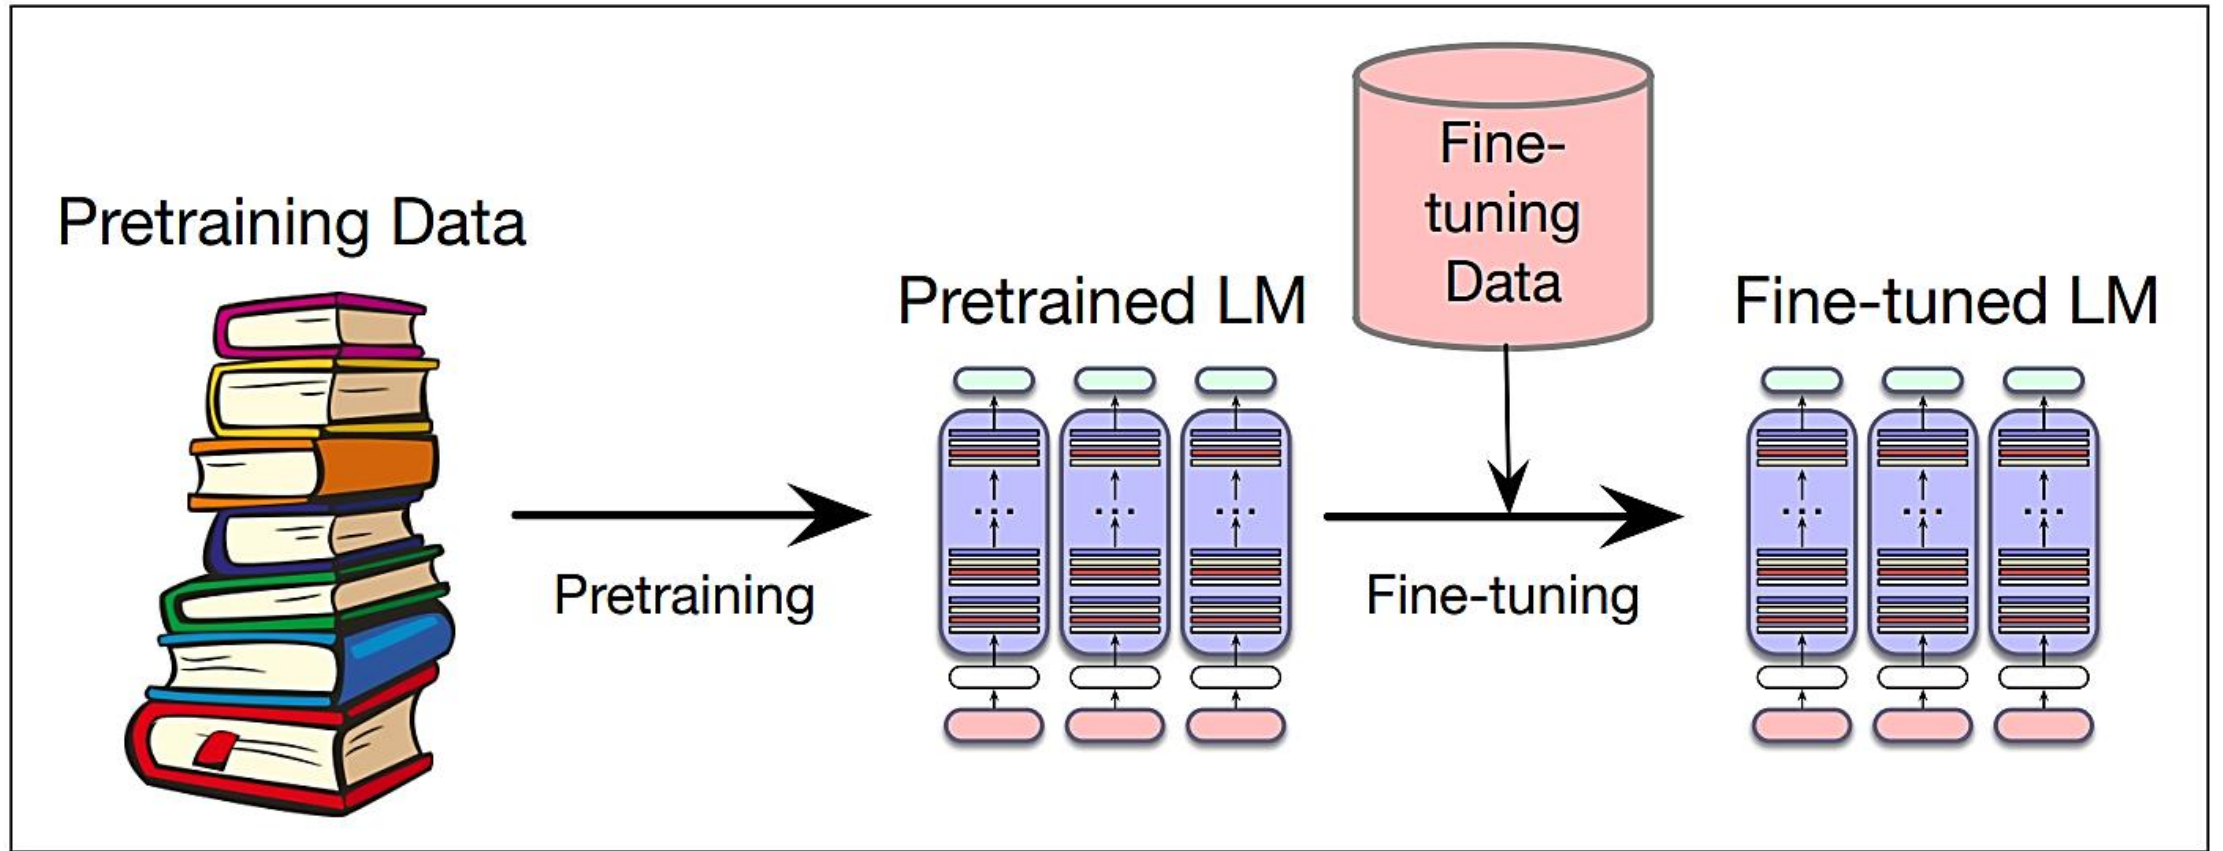 Pretraining Data
Pretraining
Pretrained LM
Fine-
tuning
Data
Fine-tuning
Fine-tuned LM